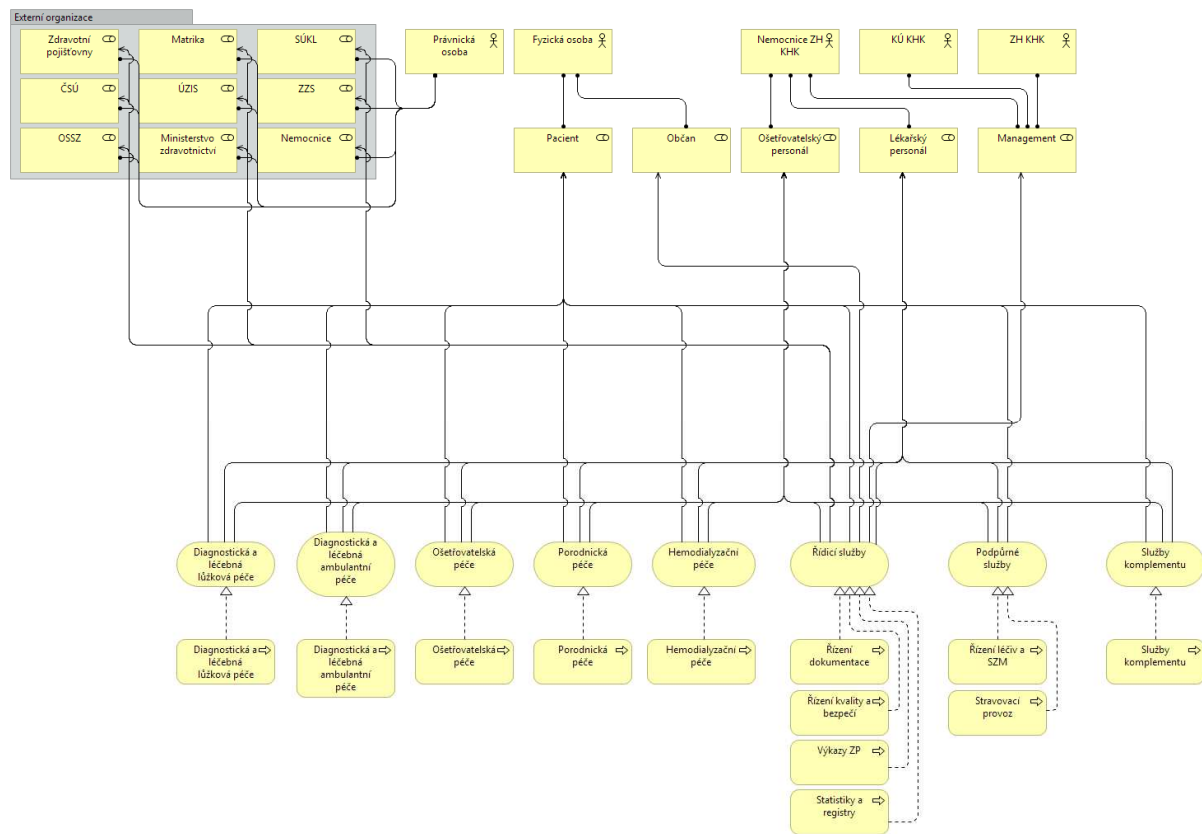 Externí organizace
Zdravotní
pojišťovny
Matrika
SÚKL
Právnická
osoba
Fyzická osoba
Nemocnice ZH
KHK
KÚ KHK
ZH KHK
ČSÚ
ÚZIS
ZZS
OSSZ
Ministerstvo
zdravotnictví
Nemocnice
Pacient
Občan
Ošetřovatelský
personál
Lékařský
personál
Management
Diagnostická a
léčebná
lůžková péče
Diagnostická a
léčebná
ambulantní
péče
Ošetřovatelská
péče
Porodnická
péče
Hemodialyzační
péče
Řídicí služby
Podpůrné
služby
Služby
komplementu
Diagnostická a
léčebná
lůžková péče
Diagnostická a
léčebná
ambulantní
péče
Ošetřovatelská
péče
Porodnická
péče
Hemodialyzační
péče
Řízení
dokumentace
Řízení léčiv a
SZM
Služby
komplementu
Řízení kvality a
bezpečí
Stravovací
provoz
Výkazy ZP
Statistiky a
registry